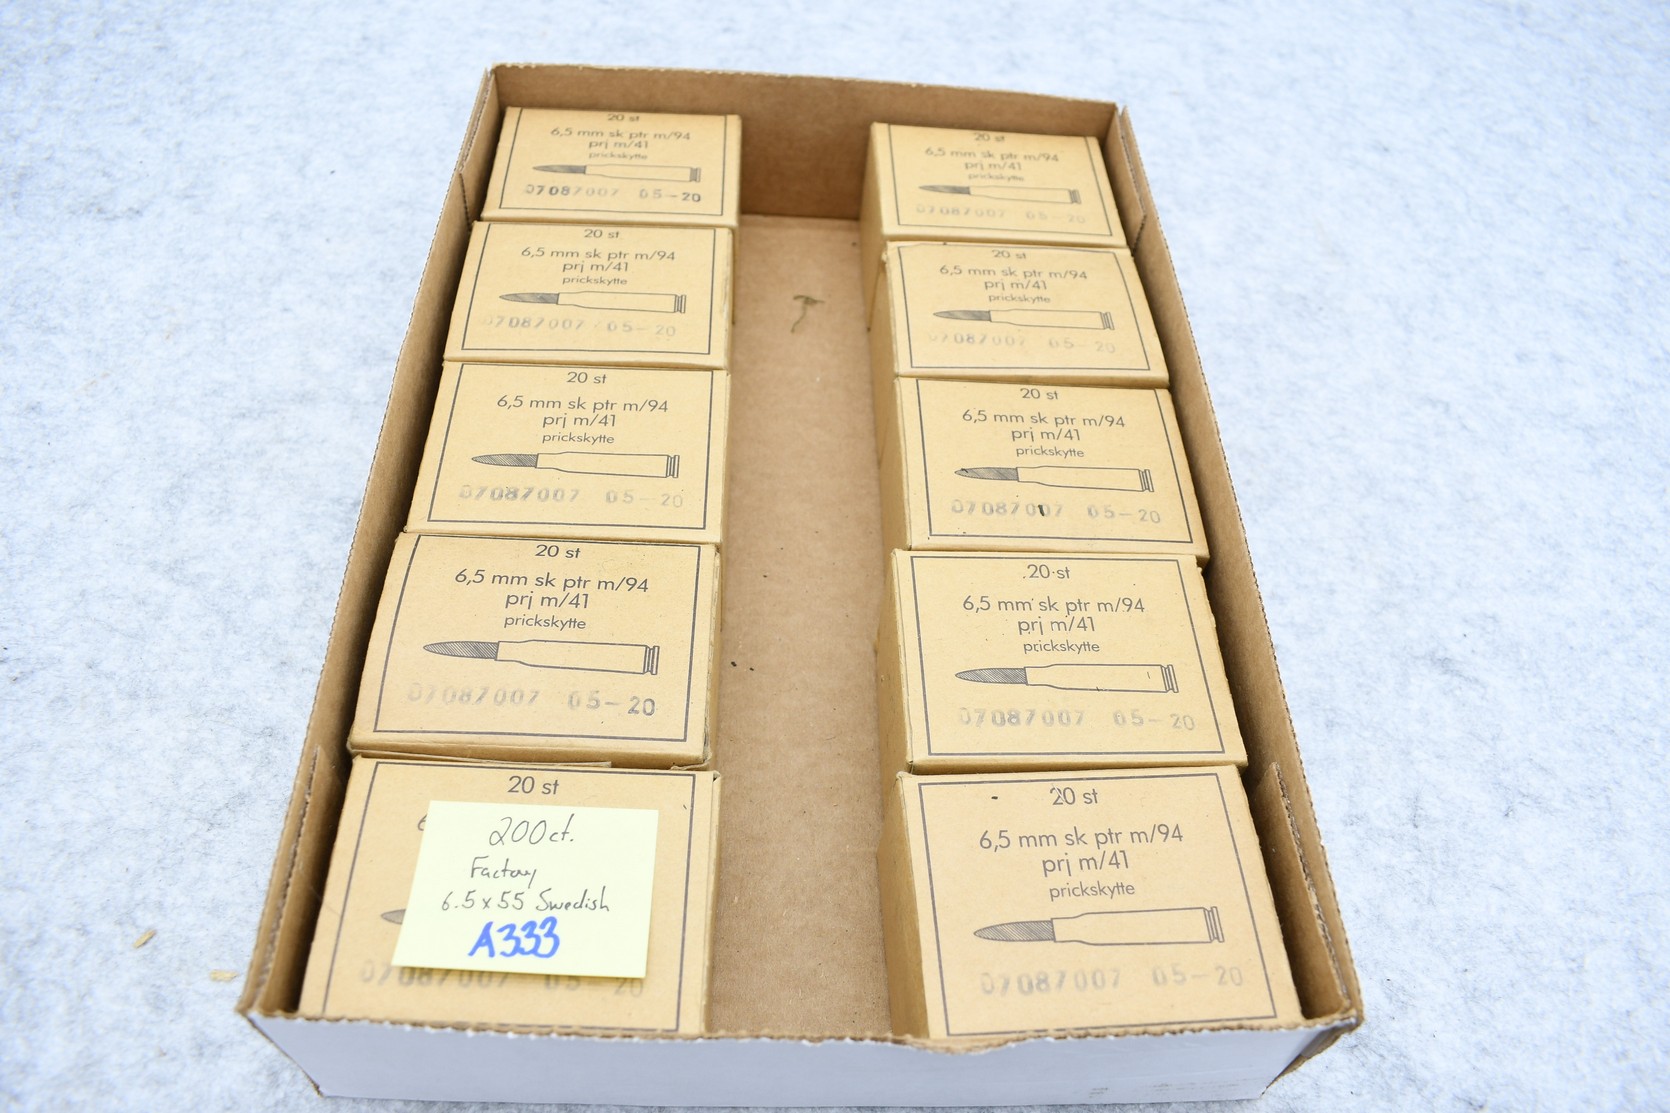 20 st
6,5 mm sk ptr m/94
prj m/41
prickskytte
07087007 05-20
20 st
6,5 mm sk ptr m/94
prj m/41
prickskytte
07087007 05-20
20 st
6,5 mm sk ptr m/94
prj m/41
prickskytte
07087007 05-20
20 st
6,5 mm sk ptr m/94
prj m/41
prickskytte
07087007 05-20
20 st
6,5 mm sk ptr m/94
prj m/41
prickskytte
07087007 05-20
20 st
6,5 mm sk ptr m/94
prj m/41
prickskytte
07087007 05-20
20 st
6,5 mm sk ptr m/94
prj m/41
prickskytte
07087007 05-20
20 st
6,5 mm sk ptr m/94
prj m/41
prickskytte
07087007 05-20
20 st
200ct.
Factory
6.5x55 Swedish
A333
07087007 05 20
20 st
6,5 mm sk ptr m/94
prj m/41
prickskytte
07087007 05-20